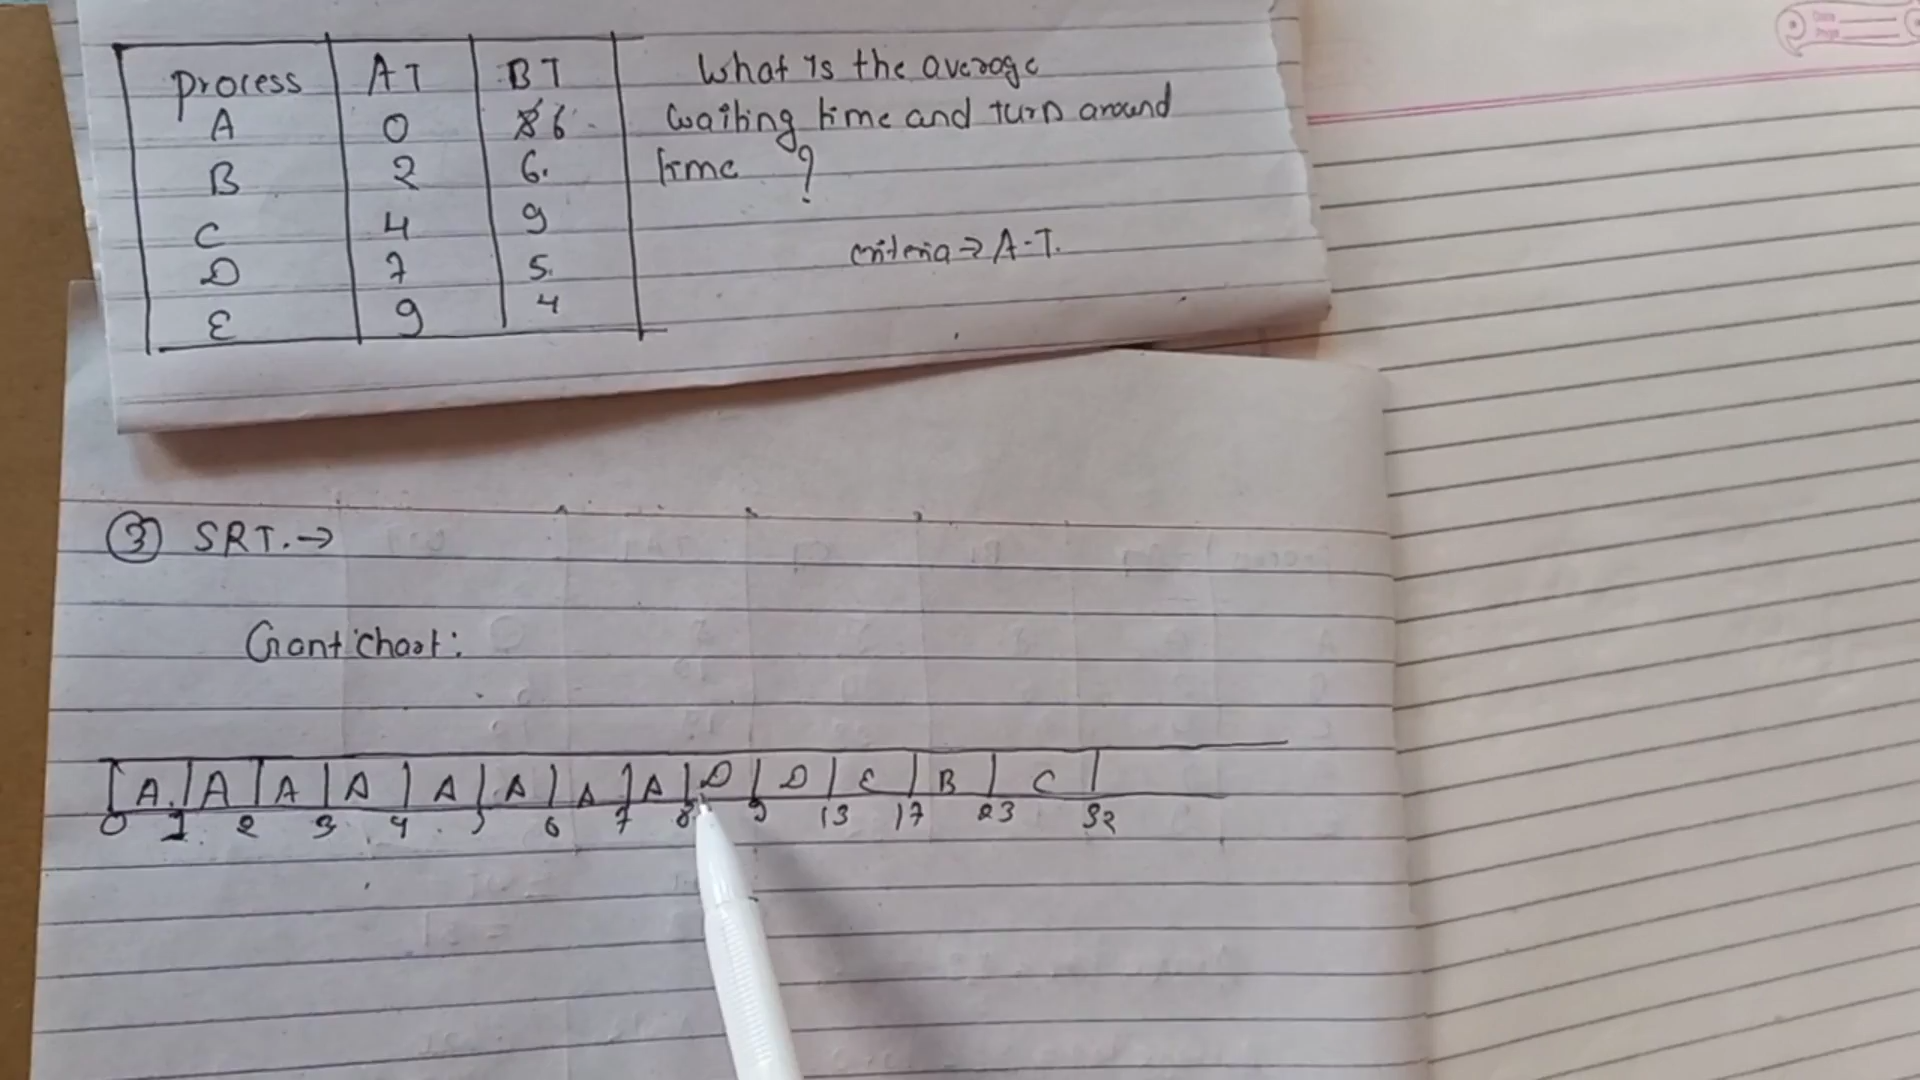 Process AT BT
A 0 8 6
B 2 6.
C 4 9
D 7 5.
E 9 4
What is the average
waiting time and turn around
time ?
criteria → A-T.
③ SRT. →
Gantt chart:
A A A A A A A A D D E B C
0 1 2 3 4 5 6 7 8 9 13 17 23 32